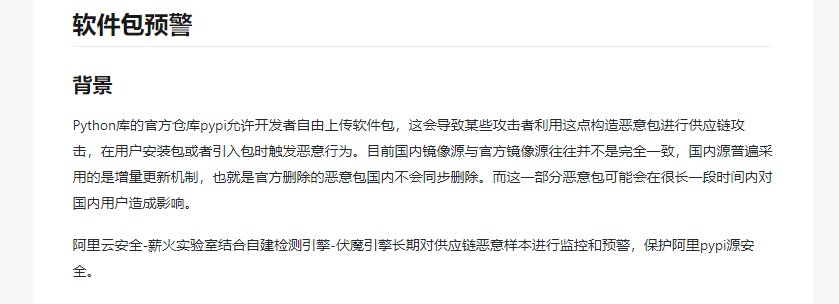 软件包预警
背景
Python库的官方仓库pypi允许开发者自由上传软件包，这会导致某些攻击者利用这点构造恶意包进行供应链攻
击，在用户安装包或者引入包时触发恶意行为。目前国内镜像源与官方镜像源往往并不是完全一致，国内源普遍采
用的是增量更新机制，也就是官方删除的恶意包国内不会同步删除。而这一部分恶意包可能会在很长一段时间内对
国内用户造成影响。
阿里云安全-薪火实验室结合自建检测引擎-伏魔引擎长期对供应链恶意样本进行监控和预警，保护阿里pypi源安
全。